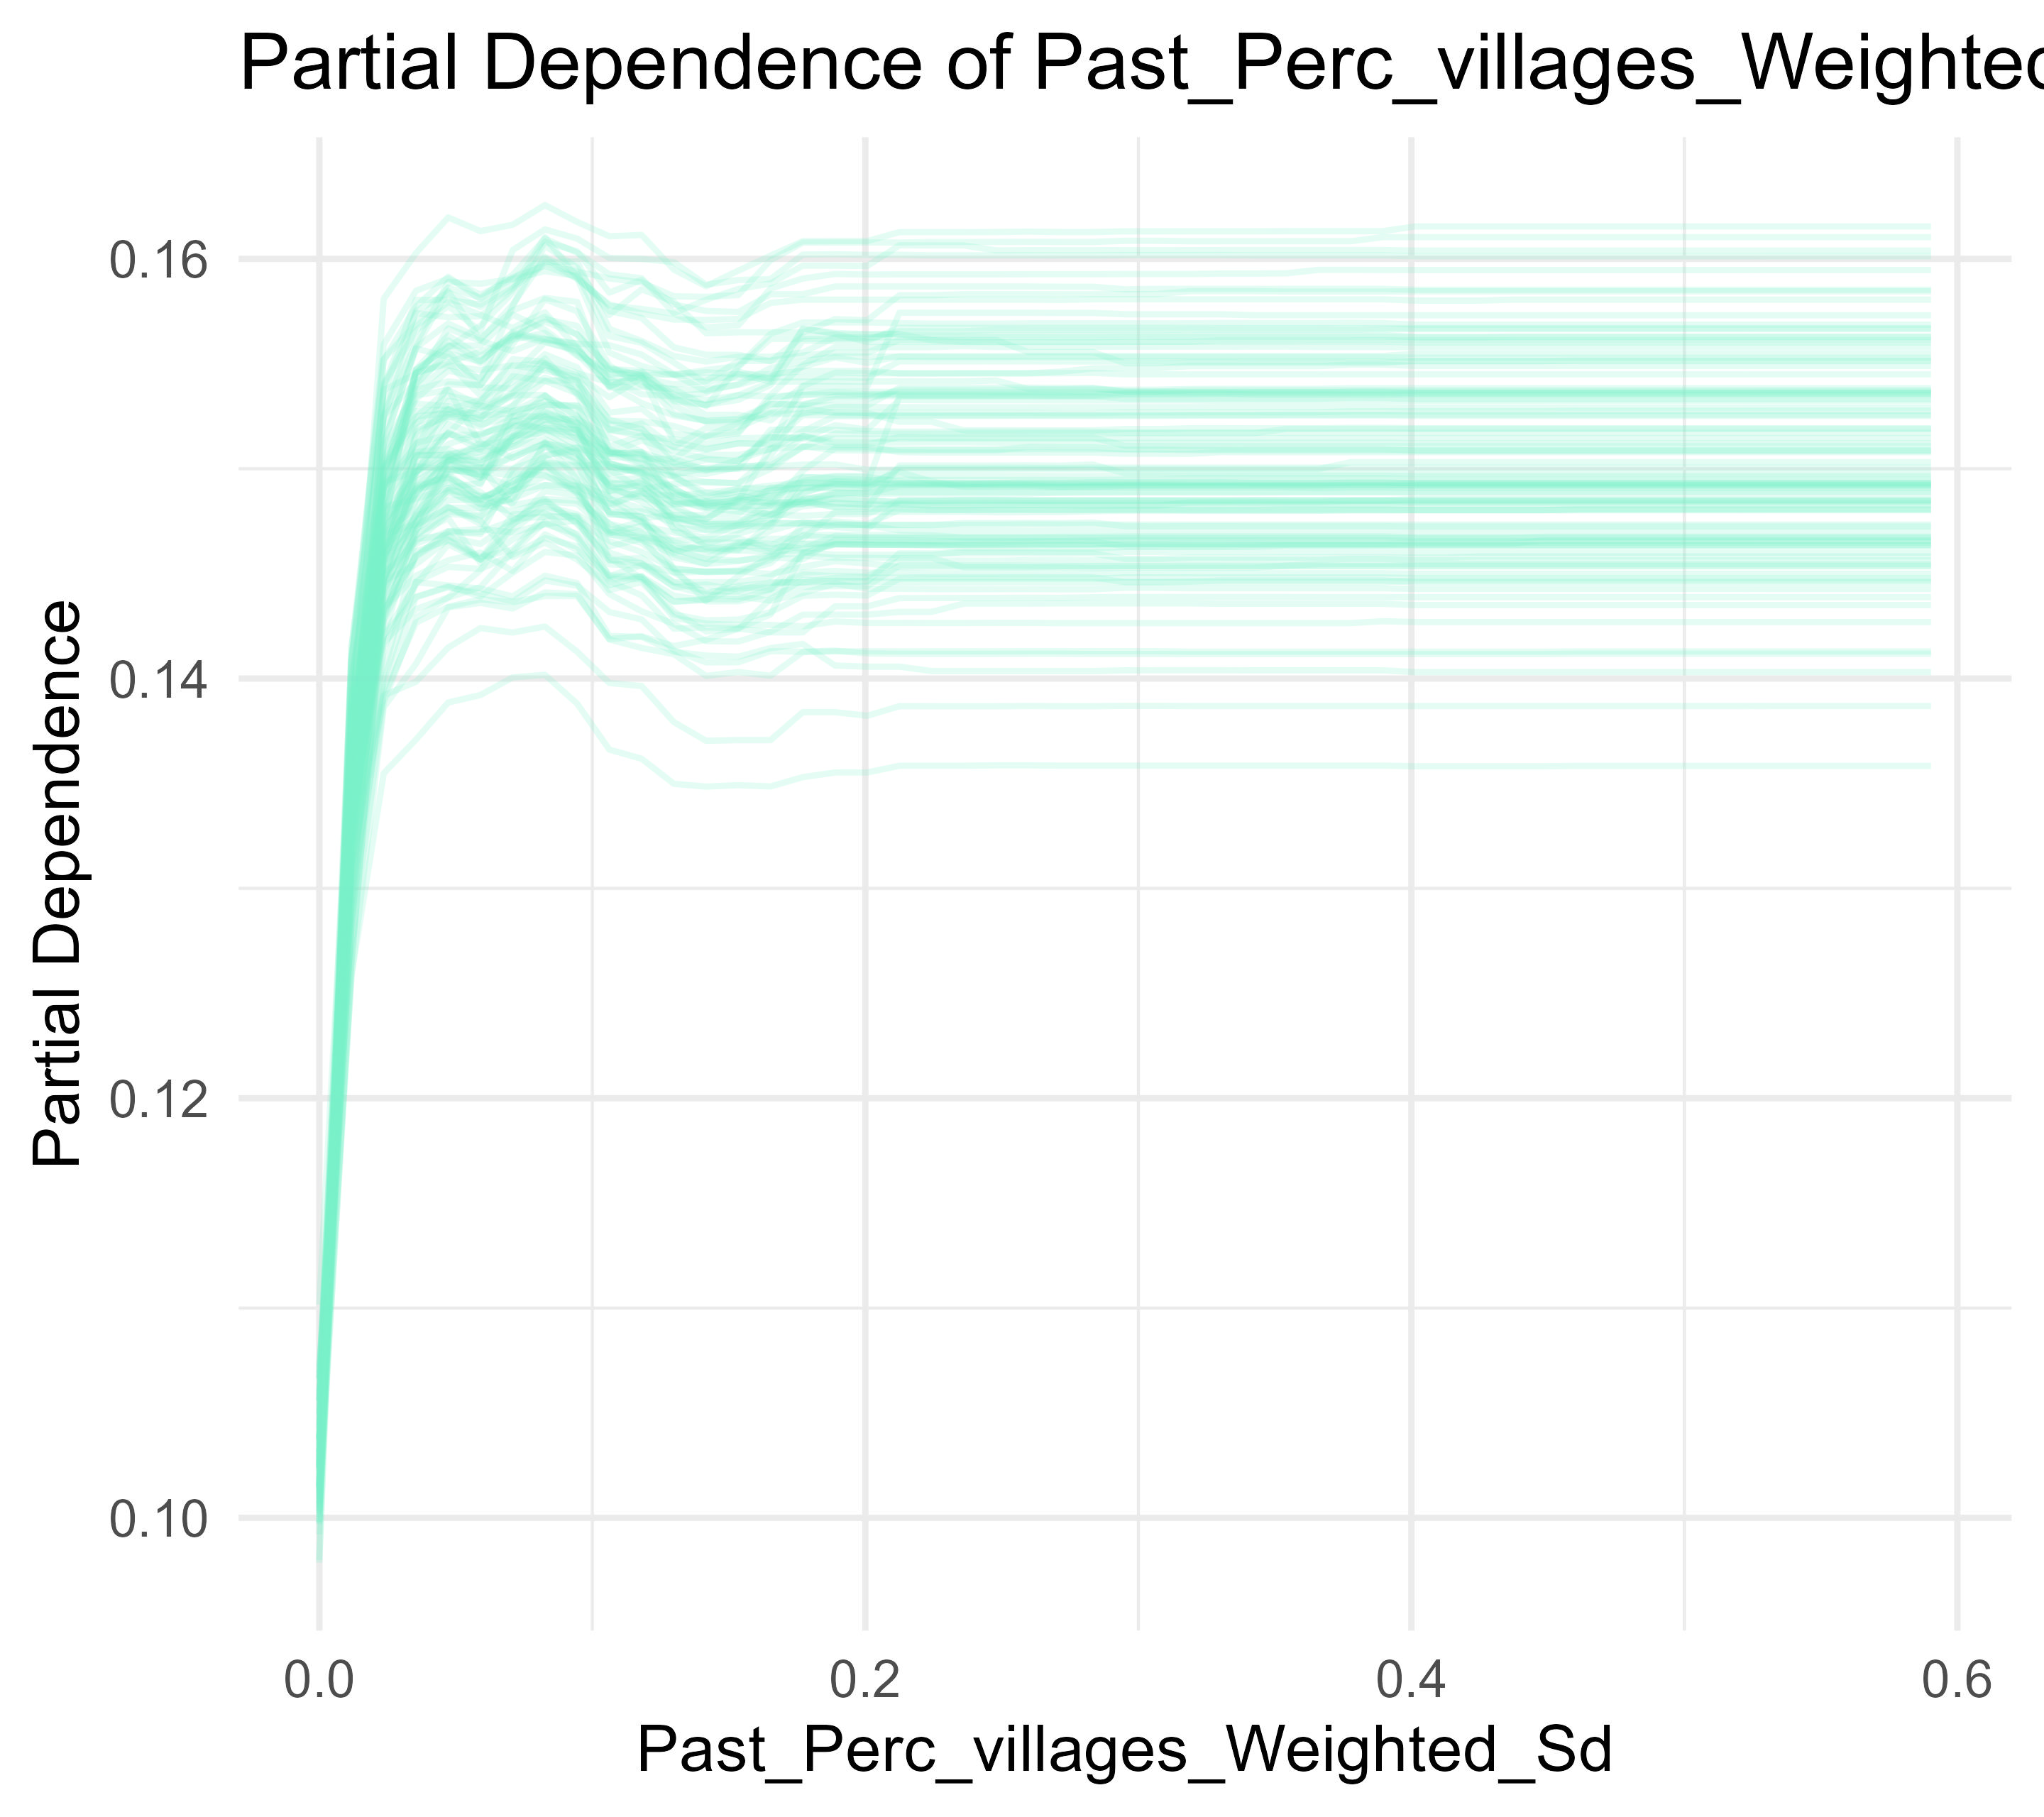 Partial Dependence of Past_Perc_villages_Weighted
Partial Dependence
0.16
0.14
0.12
0.10
0.0 0.2 0.4 0.6
Past_Perc_villages_Weighted_Sd